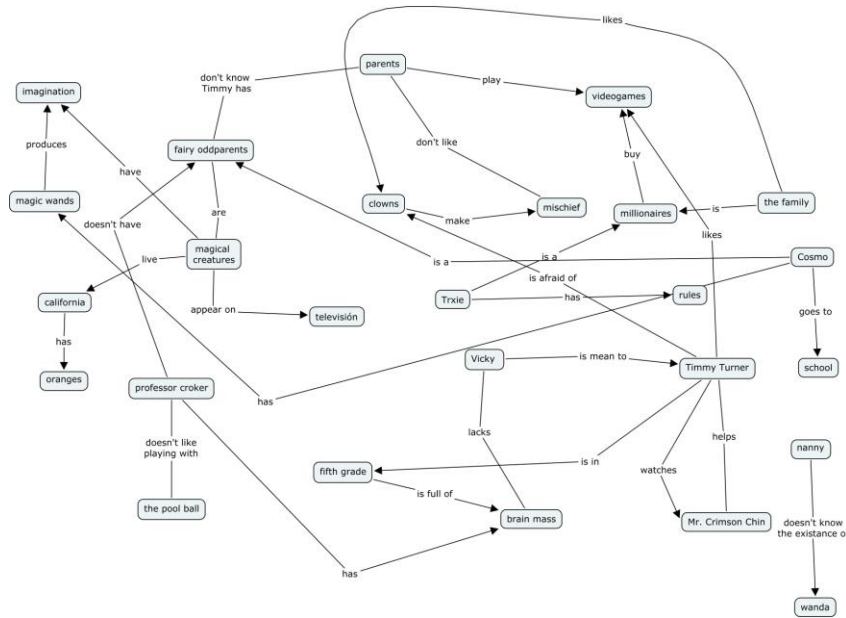 likes
parents
don't know
Timmy has
play
imagination
videogames
produces
don't like
fairy oddparents
buy
have
magic wands
are
clowns
make
mischief
millionaires
is
the family
doesn't have
likes
magical
creatures
live
is a
is a
Cosmo
is afraid of
california
appear on
televisión
Trxie
has
rules
goes to
has
Vicky
is mean to
Timmy Turner
school
oranges
professor croker
has
lacks
helps
doesn't like
playing with
nanny
fifth grade
is in
watches
is full of
the pool ball
brain mass
Mr. Crimson Chin
doesn't know
the existance o
has
wanda